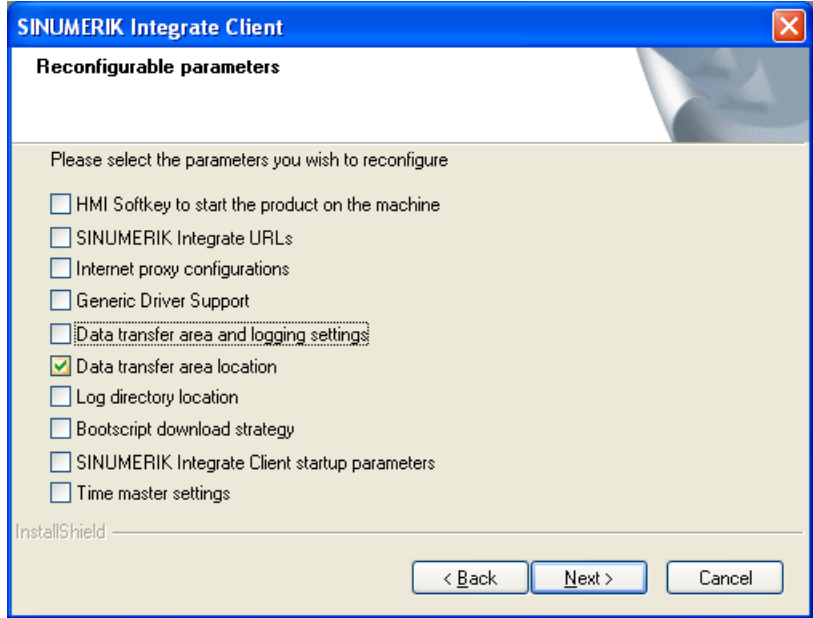 SINUMERIK Integrate Client
Reconfigurable parameters
Please select the parameters you wish to reconfigure
HMI Softkey to start the product on the machine
SINUMERIK Integrate URLs
Internet proxy configurations
Generic Driver Support
Data transfer area and logging settings
Data transfer area location
Log directory location
Bootscript download strategy
SINUMERIK Integrate Client startup parameters
Time master settings
InstallShield
< Back Next > Cancel